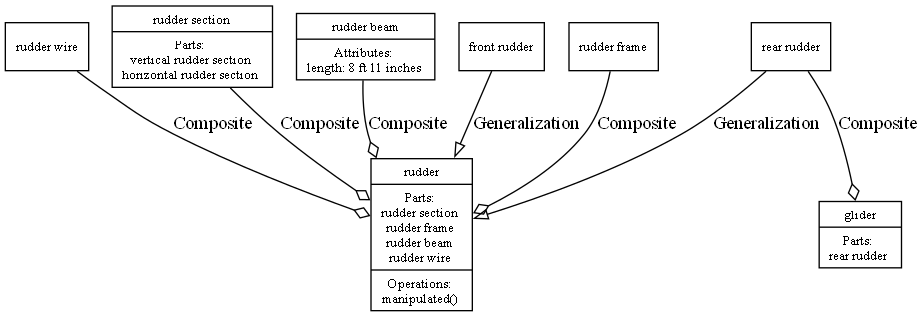 rudder wire
rudder section
Parts:
vertical rudder section
horizontal rudder section
rudder beam
Attributes:
length: 8 ft 11 inches
front rudder
rudder frame
rear rudder
Composite
Composite
Composite
Generalization
Composite
Generalization
Composite
rudder
Parts:
rudder section
rudder frame
rudder beam
rudder wire
Operations:
manipulated()
glider
Parts:
rear rudder